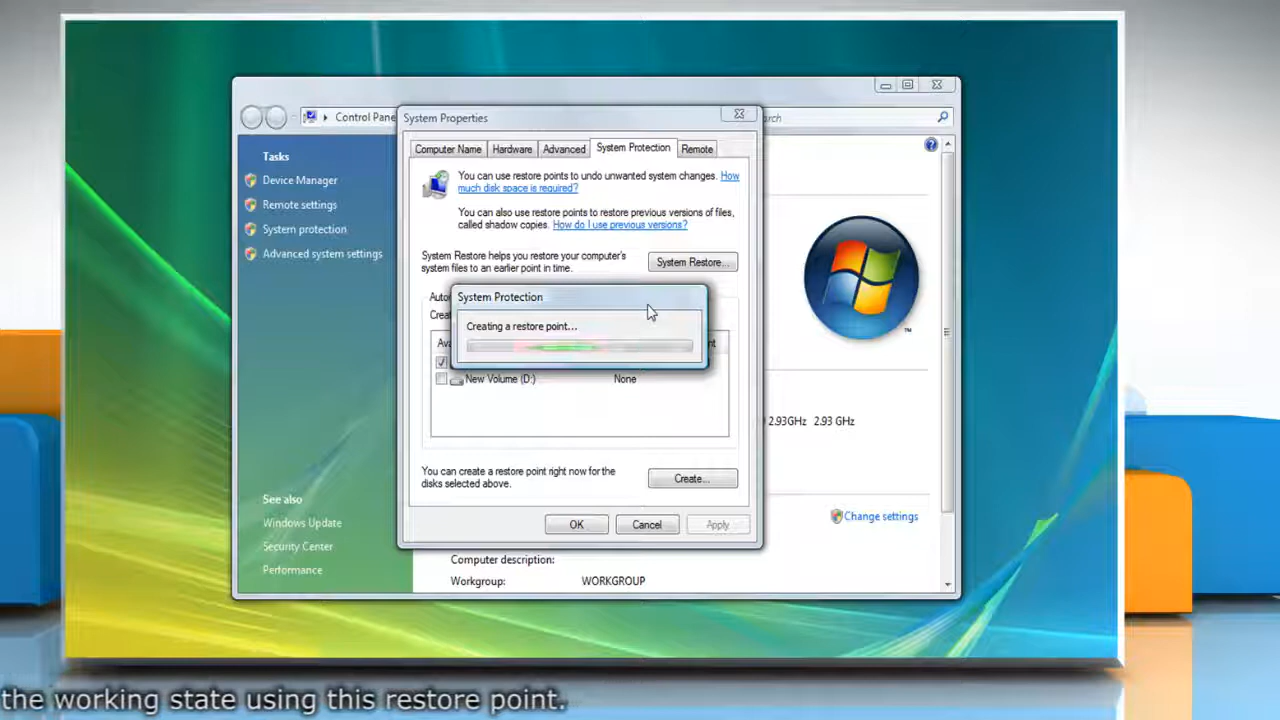 Control Pane
arch
System Properties
Computer Name
Hardware
Advanced
System Protection
Remote
Tasks
Device Manager
Remote settings
System protection
Advanced system settings
You can use restore points to undo unwanted system changes. How
much disk space is required?
You can also use restore points to restore previous versions of files,
called shadow copies. How do I use previous versions?
System Restore helps you restore your computer's
system files to an earlier point in time.
System Restore...
System Protection
Creating a restore point...
New Volume (D:) None
2.93GHz 2.93 GHz
You can create a restore point right now for the
disks selected above.
Create...
OK
Cancel
Apply
See also
Windows Update
Security Center
Performance
Change settings
Computer description:
Workgroup: WORKGROUP
TM
the working state using this restore point.